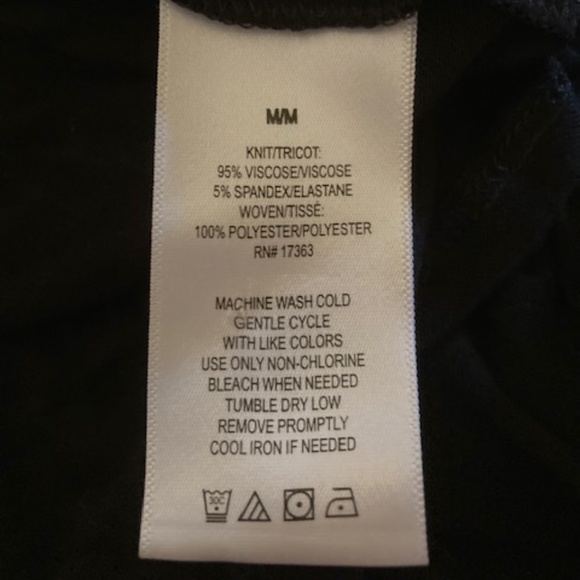 M/M
KNIT/TRICOT:
95% VISCOSE/VISCOSE
5% SPANDEX/ELASTANE
WOVEN/TISSÉ:
100% POLYESTER/POLYESTER
RN# 17363
MACHINE WASH COLD
GENTLE CYCLE
WITH LIKE COLORS
USE ONLY NON-CHLORINE
BLEACH WHEN NEEDED
TUMBLE DRY LOW
REMOVE PROMPTLY
COOL IRON IF NEEDED
30C